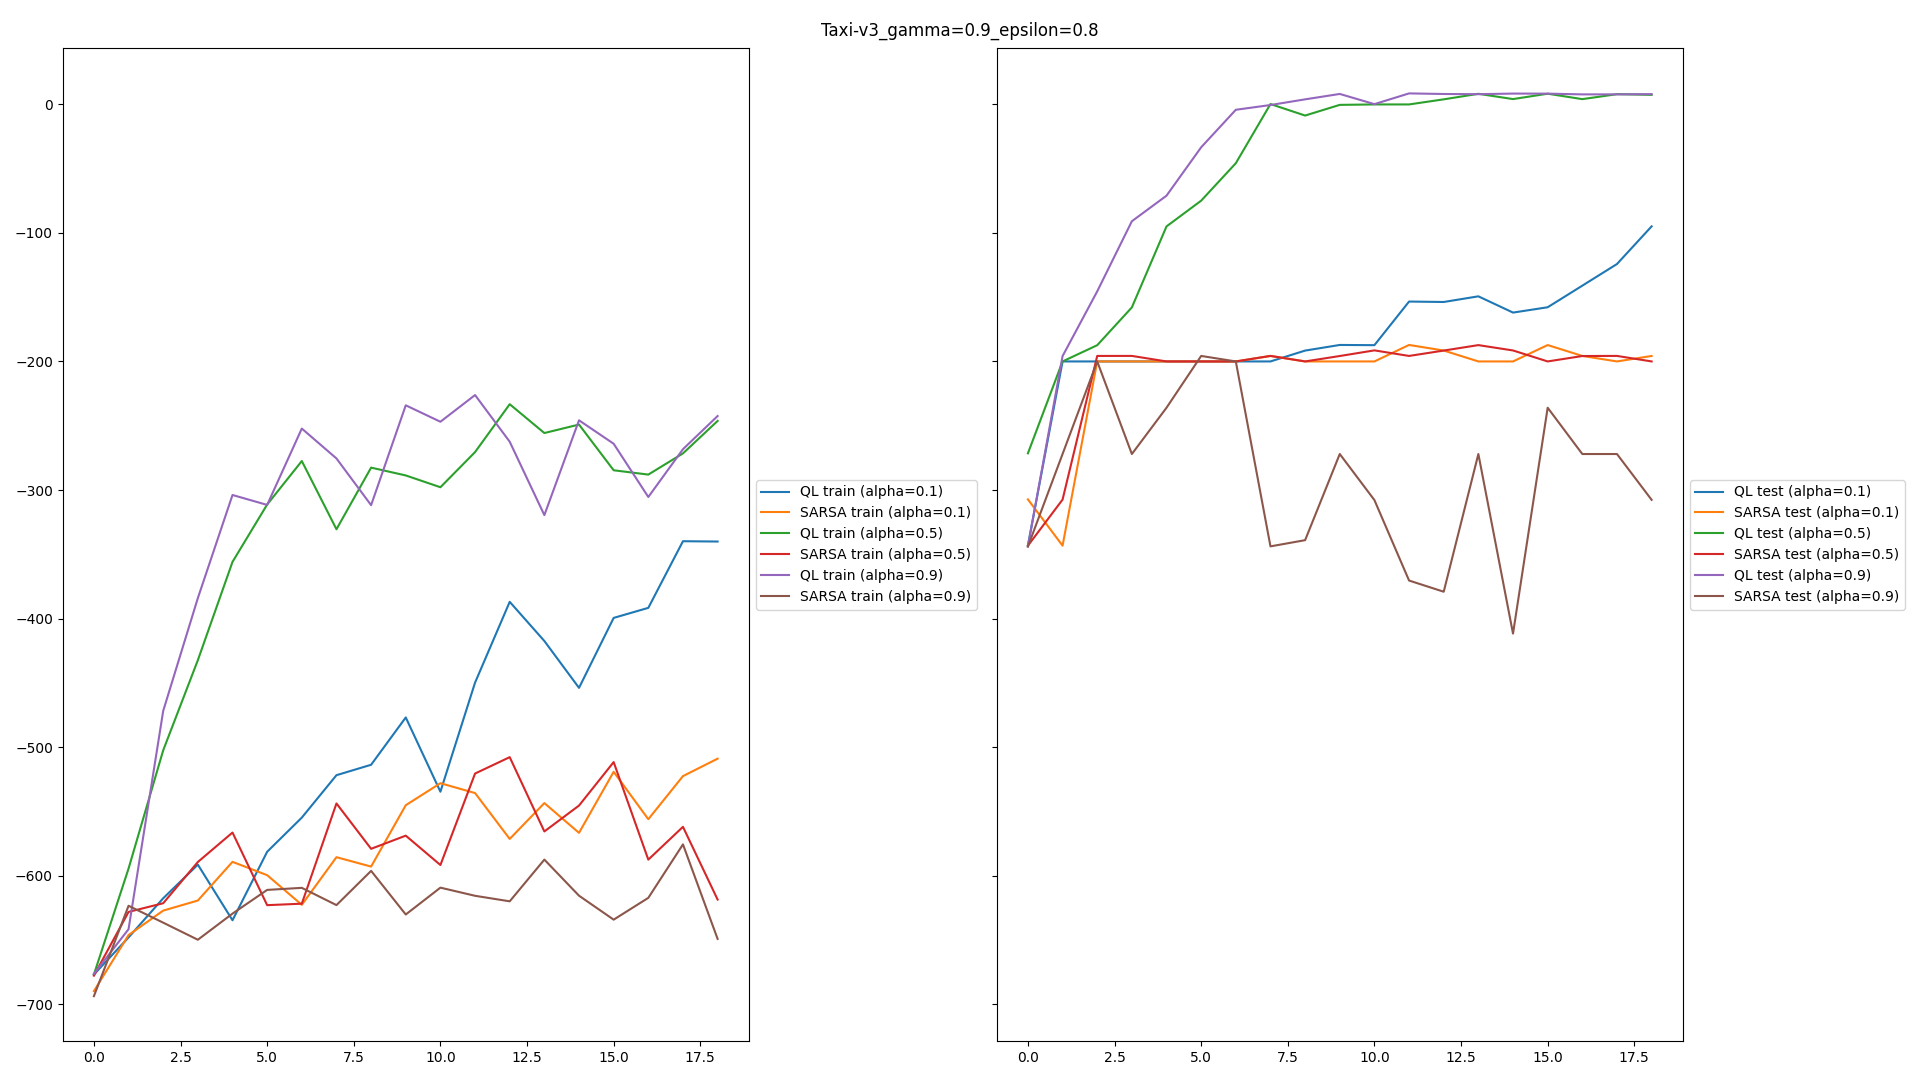 Taxi-v3_gamma=0.9_epsilon=0.8
0
−100
−200
−300
−400
−500
−600
−700
0.0 2.5 5.0 7.5 10.0 12.5 15.0 17.5
QL train (alpha=0.1)
SARSA train (alpha=0.1)
QL train (alpha=0.5)
SARSA train (alpha=0.5)
QL train (alpha=0.9)
SARSA train (alpha=0.9)
0.0 2.5 5.0 7.5 10.0 12.5 15.0 17.5
QL test (alpha=0.1)
SARSA test (alpha=0.1)
QL test (alpha=0.5)
SARSA test (alpha=0.5)
QL test (alpha=0.9)
SARSA test (alpha=0.9)